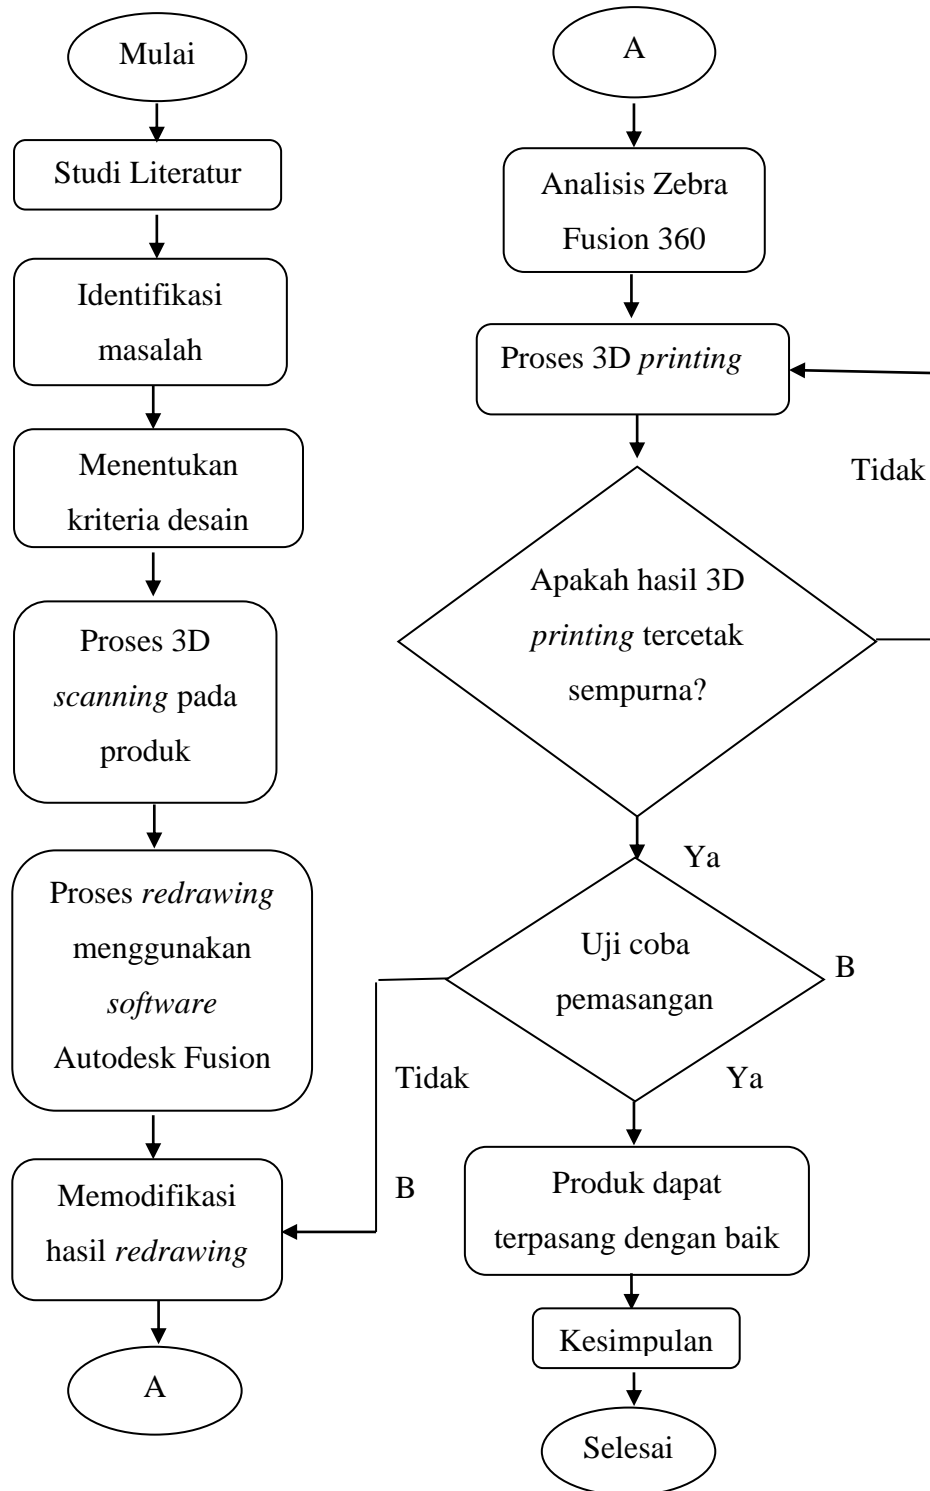 Mulai
Studi Literatur
Identifikasi
masalah
Menentukan
kriteria desain
Proses 3D
scanning pada
produk
Proses redrawing
menggunakan
software
Autodesk Fusion
Memodifikasi
hasil redrawing
A
A
Analisis Zebra
Fusion 360
Proses 3D printing
Tidak
Apakah hasil 3D
printing tercetak
sempurna?
Ya
Uji coba
pemasangan
B
Tidak
Ya
B
Produk dapat
terpasang dengan baik
Kesimpulan
Selesai